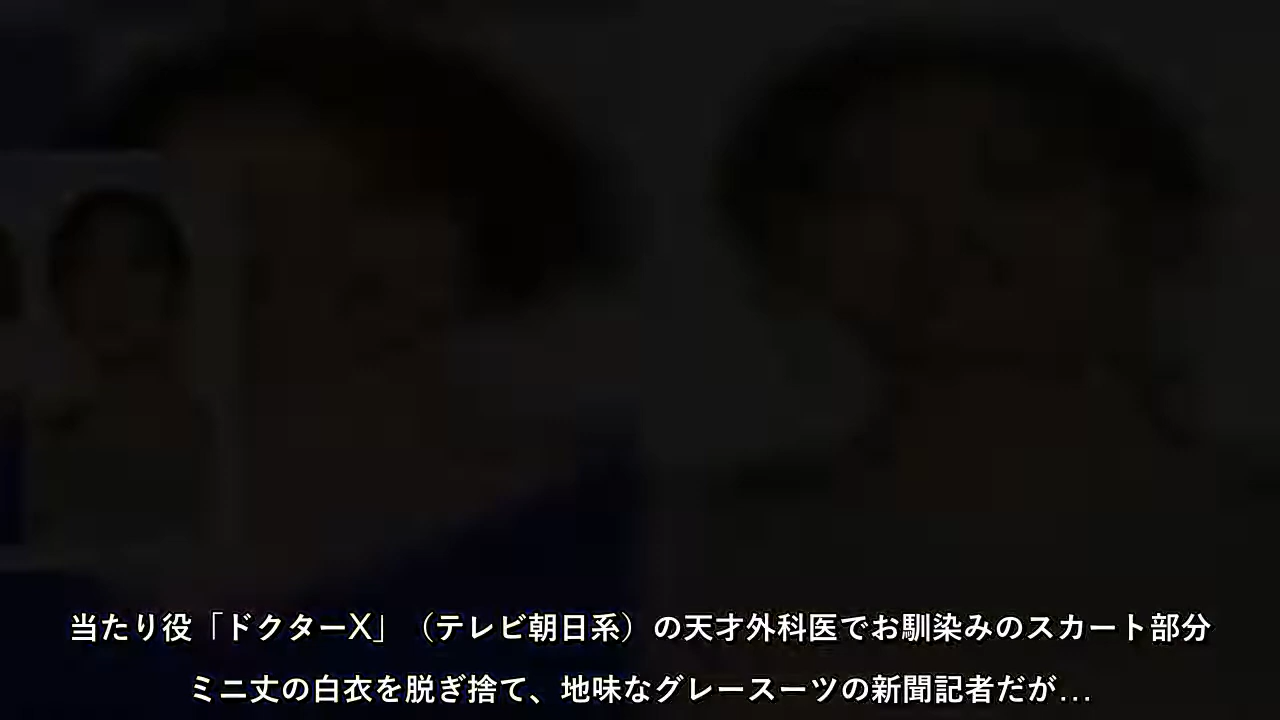 当たり役「ドクターX」（テレビ朝日系）の天才外科医でお馴染みのスカート部分
ミニ丈の白衣を脱ぎ捨て、地味なグレースーツの新聞記者だが…